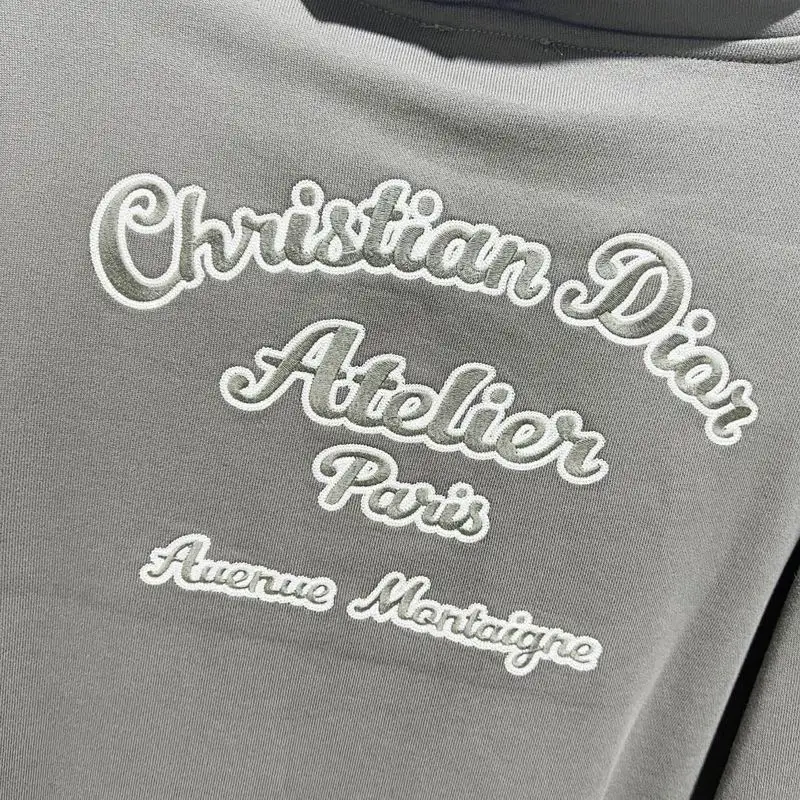 Christian Dior
Atelier
Paris
Avenue Montaigne